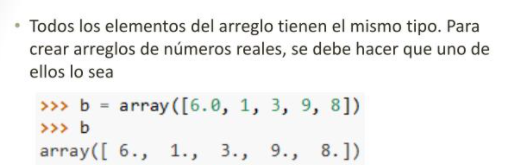 • Todos los elementos del arreglo tienen el mismo tipo. Para
crear arreglos de números reales, se debe hacer que uno de
ellos lo sea
>>> b = array([6.0, 1, 3, 9, 8])
>>> b
array([ 6., 1., 3., 9., 8.])